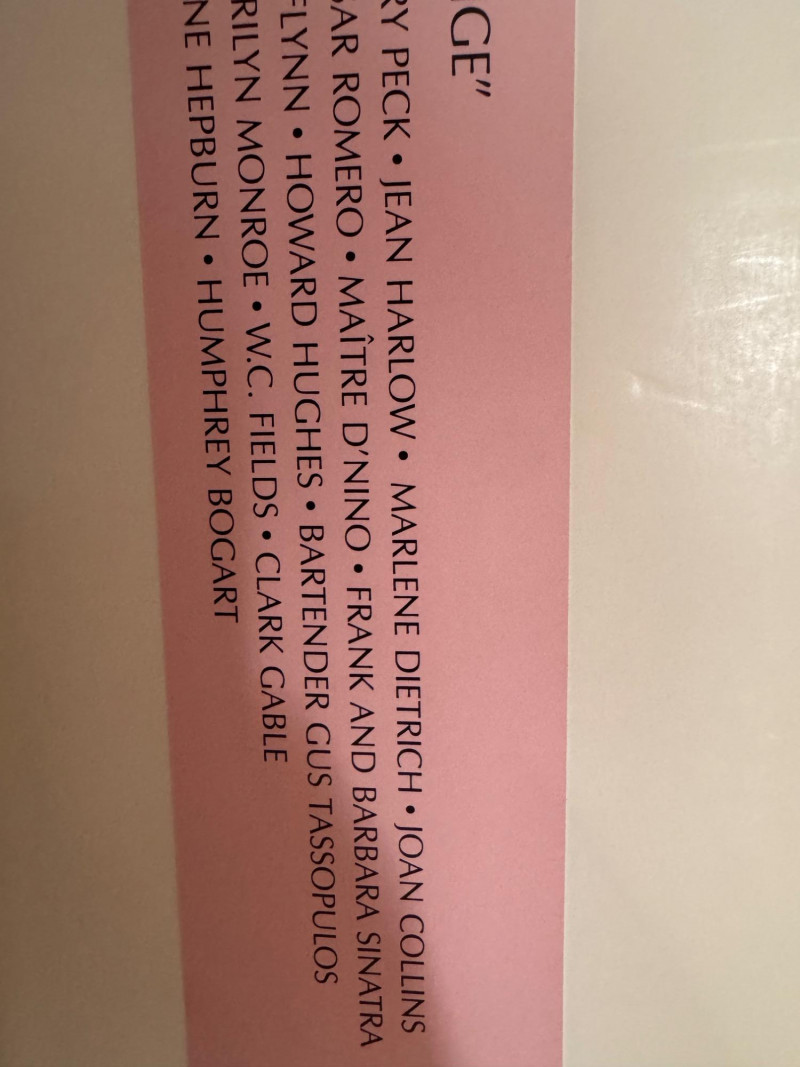 GE”
RY PECK • JEAN HARLOW • MARLENE DIETRICH • JOAN COLLINS
AR ROMERO • MAÎTRE D’NINO • FRANK AND BARBARA SINATRA
FLYNN • HOWARD HUGHES • BARTENDER GUS TASSOPULOS
RILYN MONROE • W.C. FIELDS • CLARK GABLE
NE HEPBURN • HUMPHREY BOGART